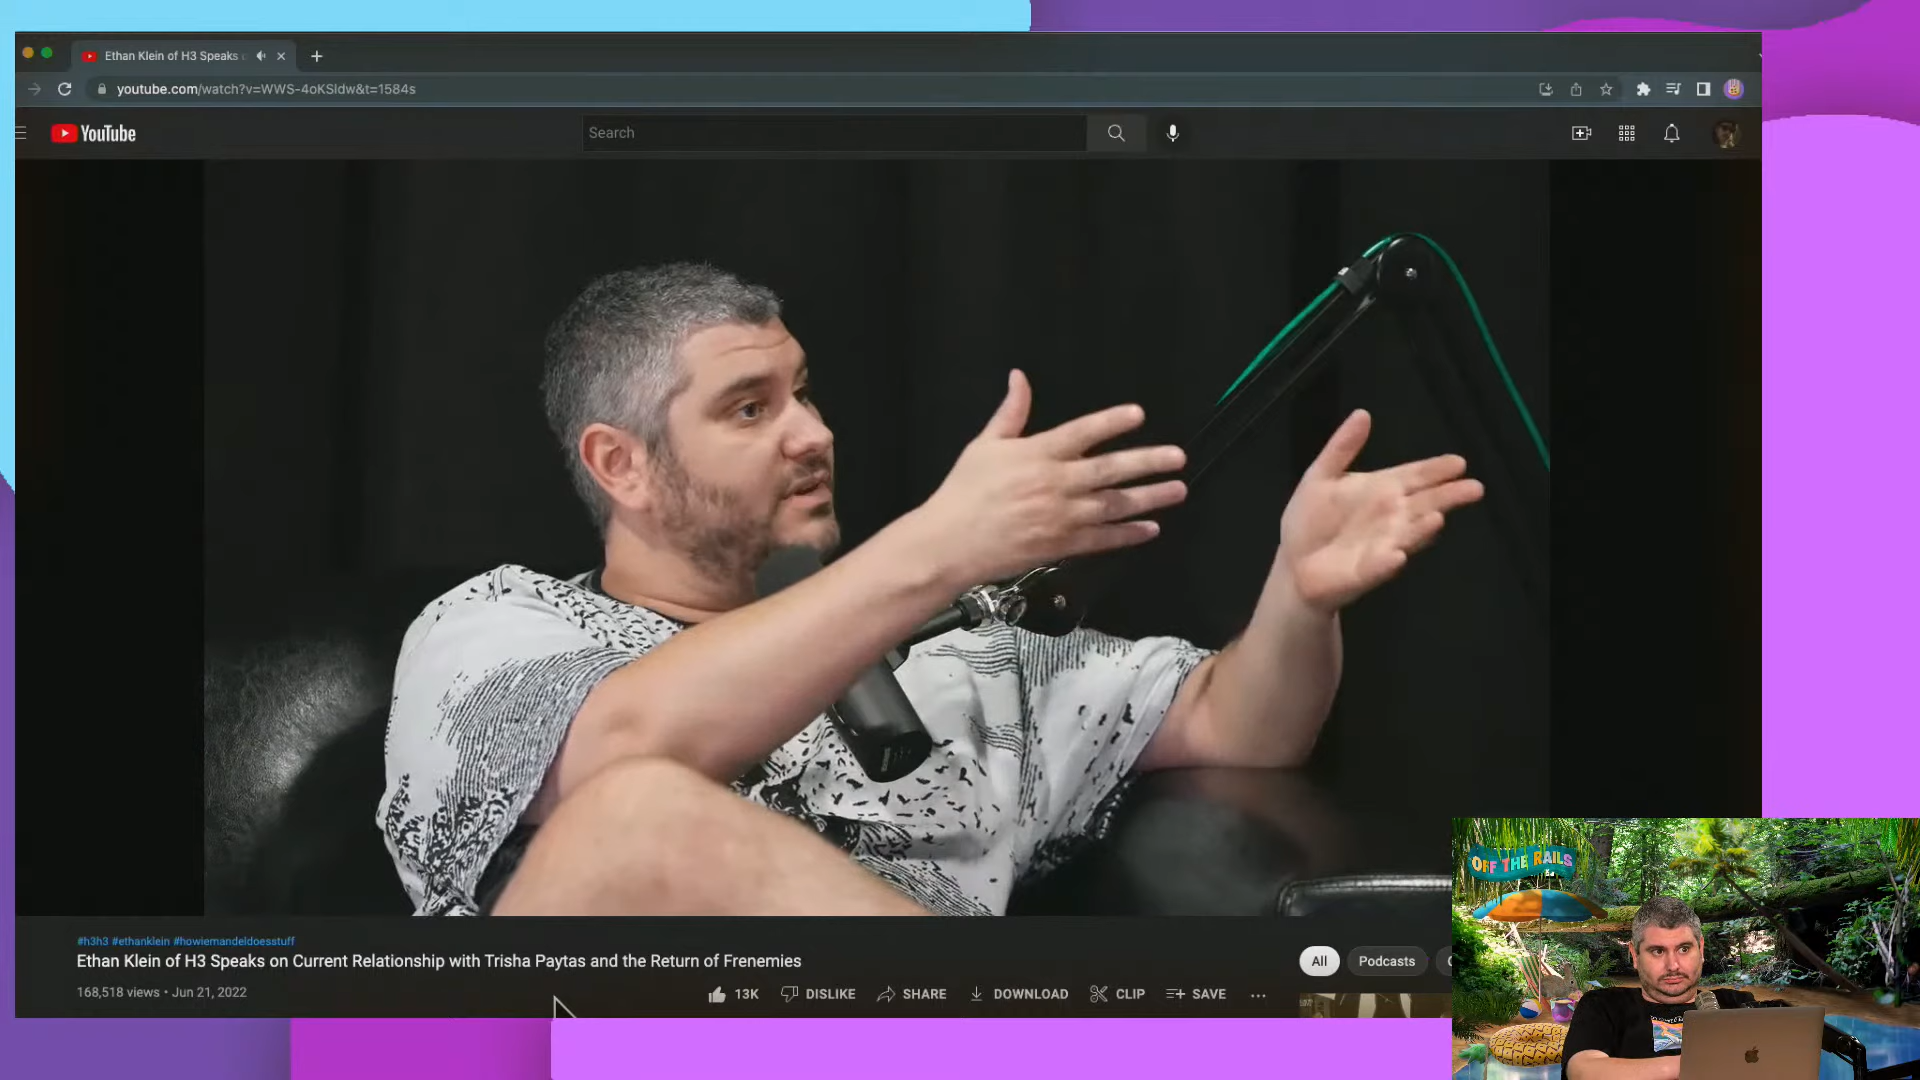 Ethan Klein of H3 Speaks
youtube.com/watch?v=WWS-4oKSIdw&t=1584s
YouTube
Search
#h3h3 #ethanklein #howiemandeldoesstuff
Ethan Klein of H3 Speaks on Current Relationship with Trisha Paytas and the Return of Frenemies
168,518 views • Jun 21, 2022
13K
DISLIKE
SHARE
DOWNLOAD
CLIP
SAVE
All
Podcasts
OFF THE RAILS